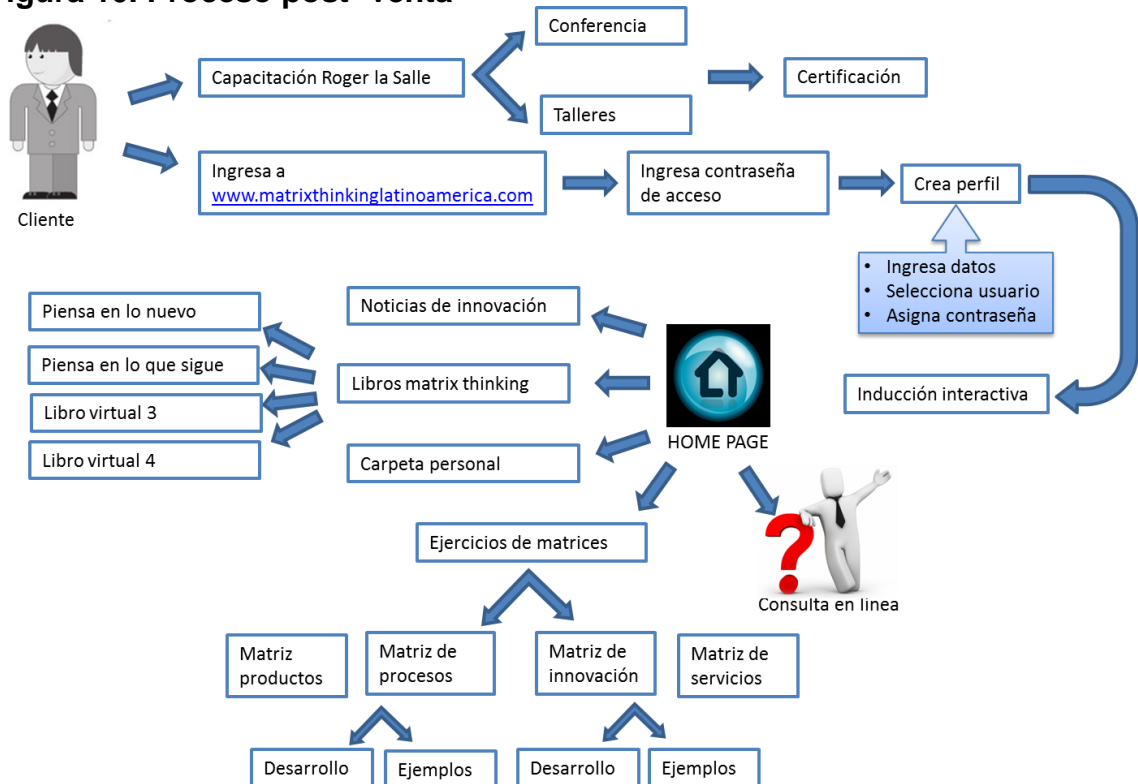 Proceso post- venta
Conferencia
Capacitación Roger la Salle
Certificación
Talleres
Ingresa a
www.matrixthinkinglatinoamerica.com
Ingresa contraseña
de acceso
Crea perfil
Cliente
• Ingresa datos
• Selecciona usuario
• Asigna contraseña
Noticias de innovación
Piensa en lo nuevo
Piensa en lo que sigue
Libros matrix thinking
Libro virtual 3
Inducción interactiva
HOME PAGE
Libro virtual 4
Carpeta personal
Ejercicios de matrices
Consulta en línea
Matriz
productos
Matriz de
procesos
Matriz de
innovación
Matriz de
servicios
Desarrollo
Ejemplos
Desarrollo
Ejemplos